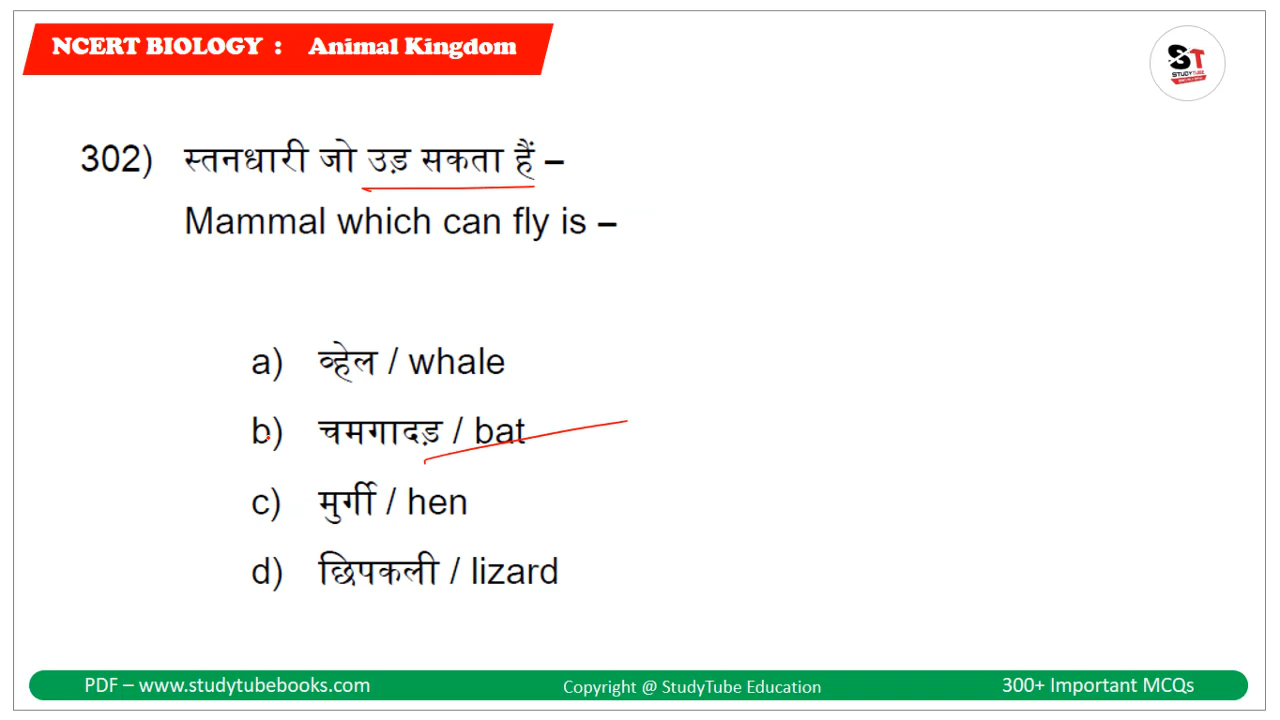 NCERT BIOLOGY : Animal Kingdom
ST
STUDYTUBE
302) स्तनधारी जो उड़ सकता हैं –
Mammal which can fly is –
a) व्हेल / whale
b) चमगादड़ / bat
c) मुर्गी / hen
d) छिपकली / lizard
PDF – www.studytubebooks.com Copyright @ StudyTube Education 300+ Important MCQs